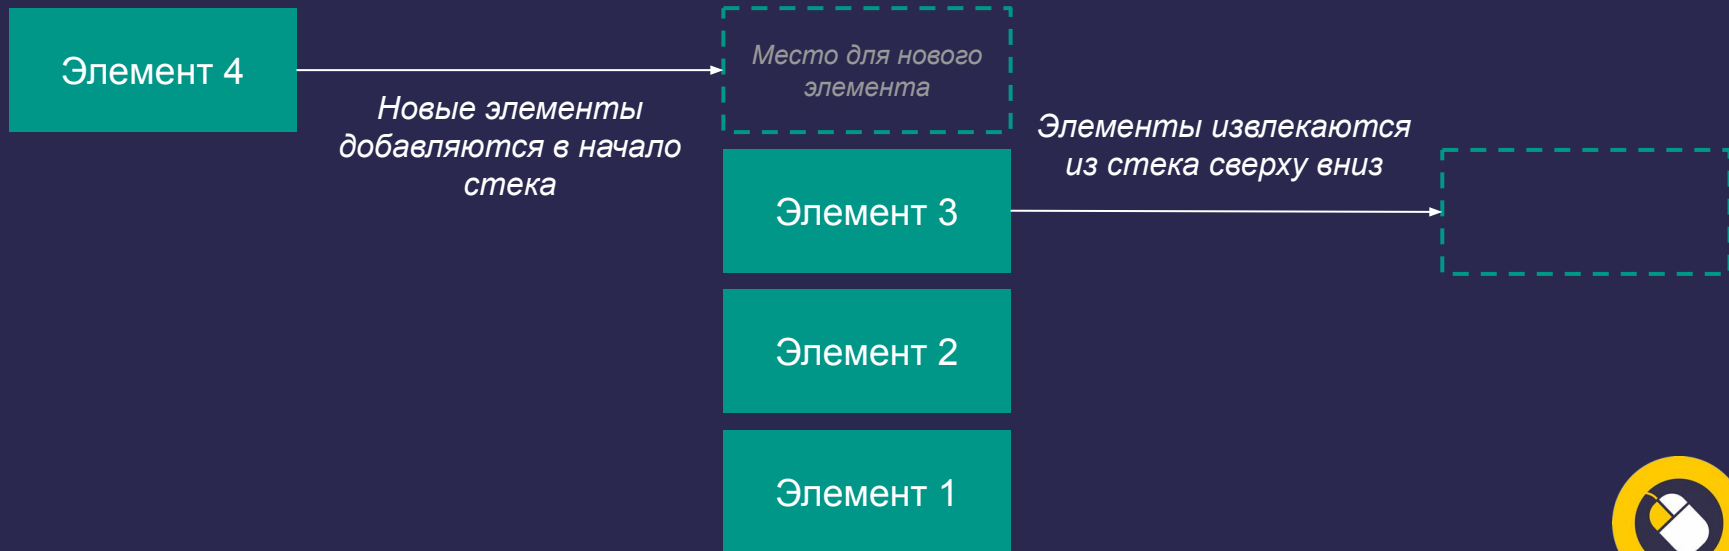 Элемент 4
Новые элементы
добавляются в начало
стека
Место для нового
элемента
Элементы извлекаются
из стека сверху вниз
Элемент 3
Элемент 2
Элемент 1